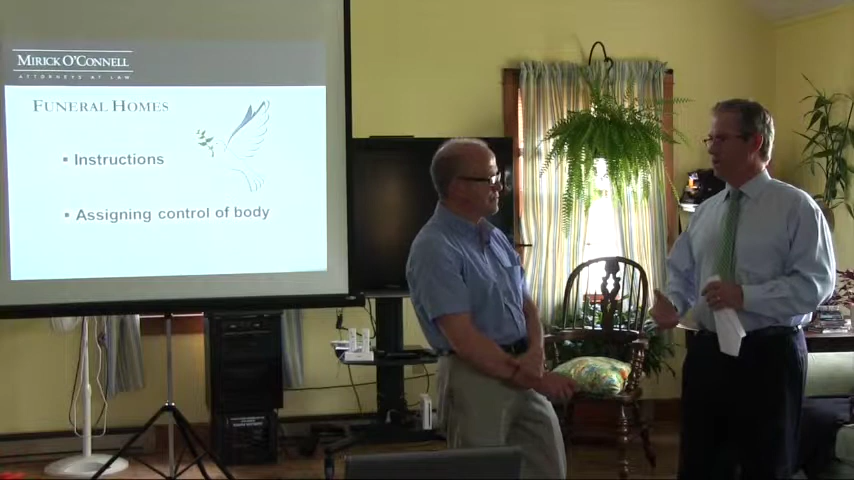 MIRICK O'CONNELL
ATTORNEYS AT LAW
FUNERAL HOMES
▪ Instructions
▪ Assigning control of body